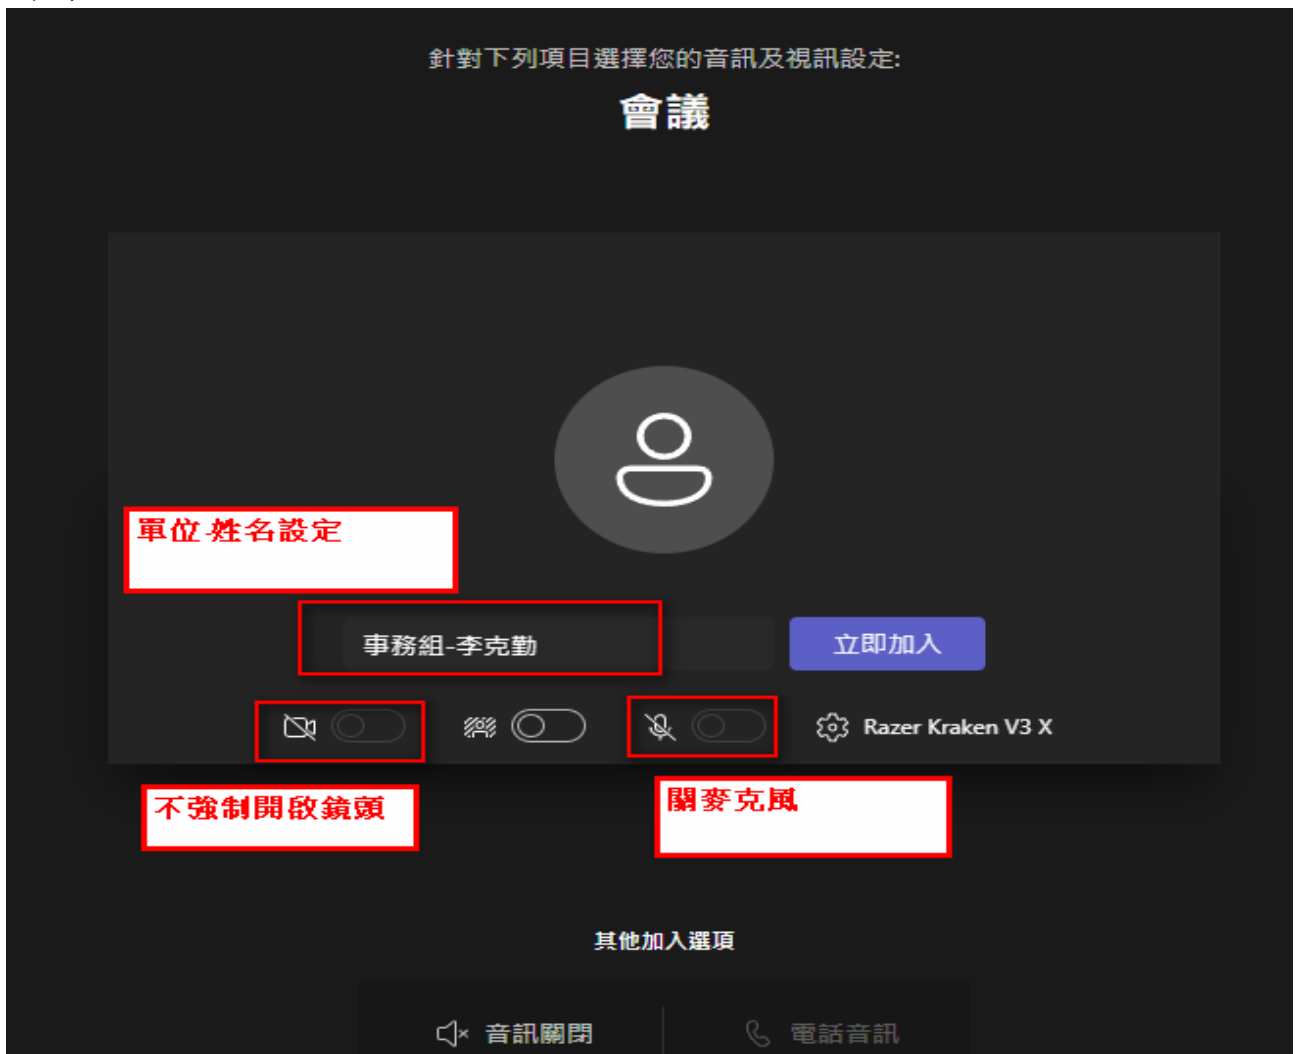 針對下列項目選擇您的音訊及視訊設定:
會議
單位-姓名設定
事務組-李克勤
立即加入
Razer Kraken V3 X
不強制開啟鏡頭
關麥克風
其他加入選項
音訊關閉
電話音訊